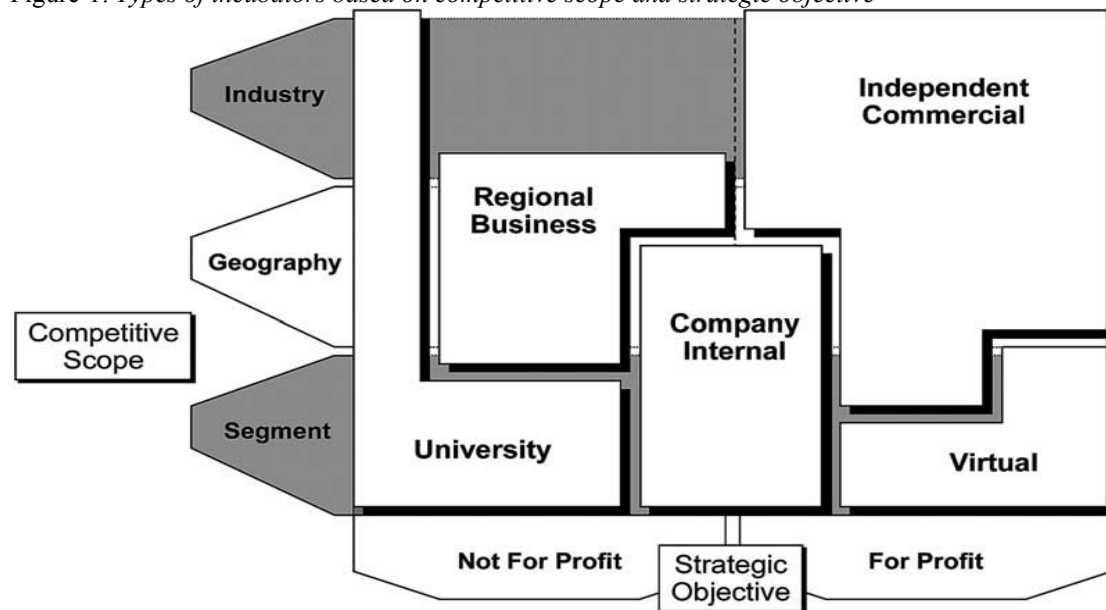 Figure 1. Types of incubators based on competitive scope and strategic objective
Industry
Independent
Commercial
Regional
Business
Geography
Competitive
Scope
Company
Internal
Segment
University
Virtual
Not For Profit
Strategic
Objective
For Profit